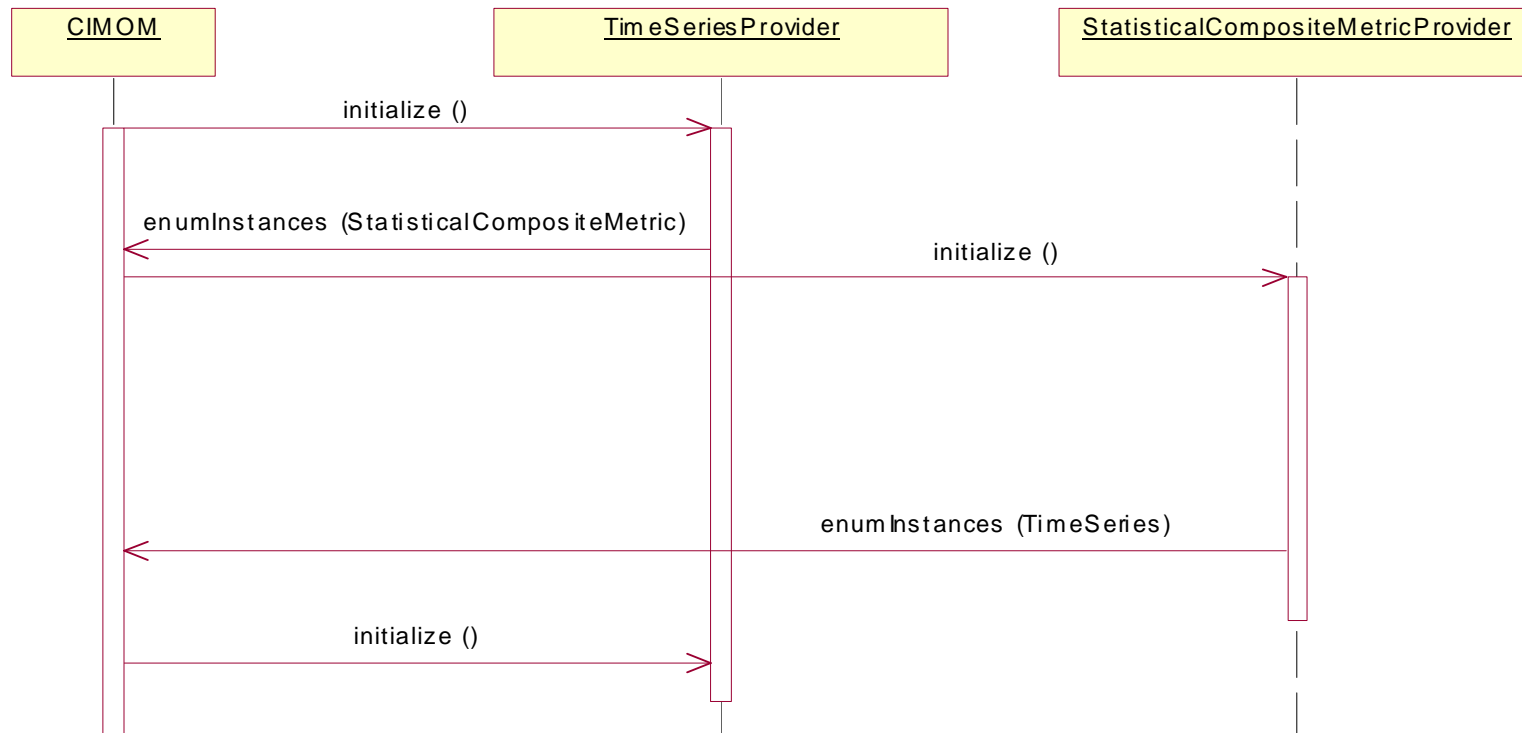 CIMOM
TimeSeriesProvider
StatisticalCompositeMetricProvider
initialize ()
enumInstances (StatisticalCompositeMetric)
initialize ()
enumInstances (TimeSeries)
initialize ()